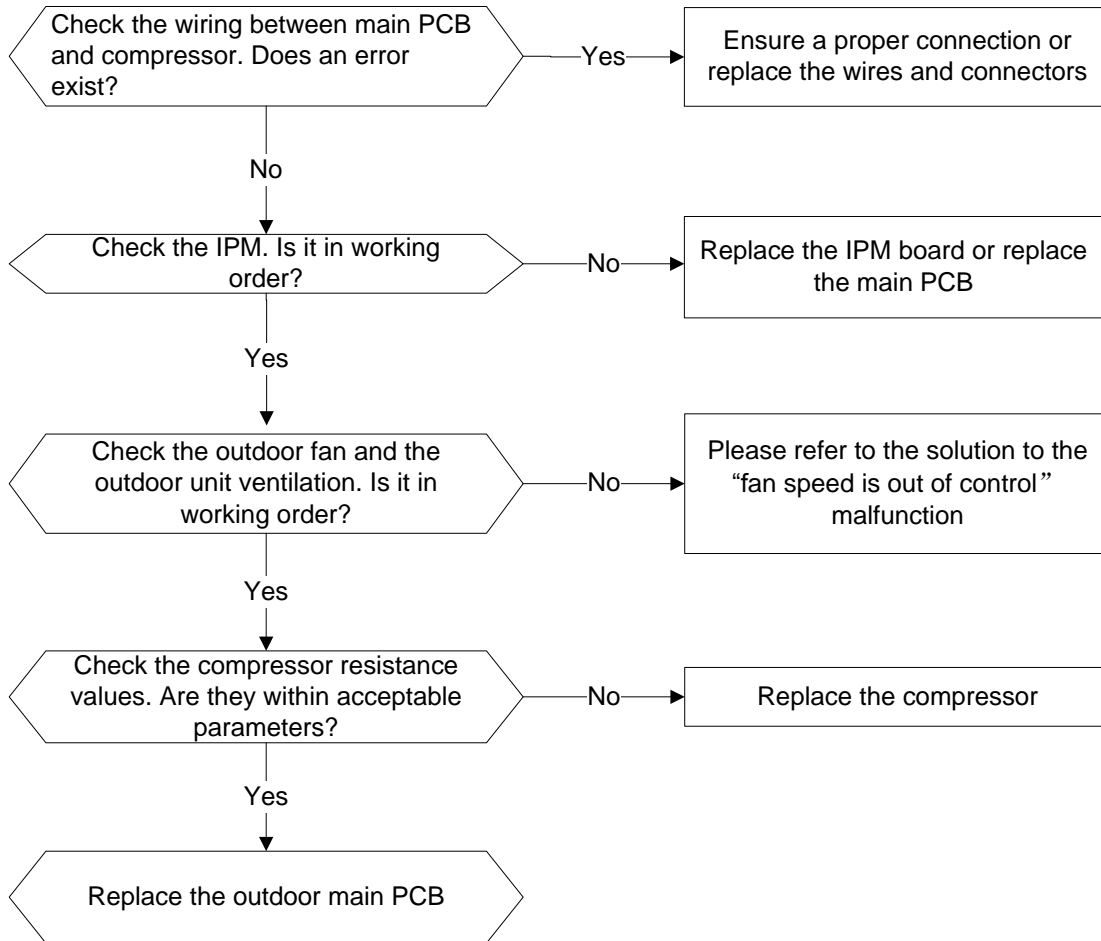 Check the wiring between main PCB
and compressor. Does an error
exist?
Yes
Ensure a proper connection or
replace the wires and connectors
No
Check the IPM. Is it in working
order?
No
Replace the IPM board or replace
the main PCB
Yes
Check the outdoor fan and the
outdoor unit ventilation. Is it in
working order?
No
Please refer to the solution to the
“fan speed is out of control”
malfunction
Yes
Check the compressor resistance
values. Are they within acceptable
parameters?
No
Replace the compressor
Yes
Replace the outdoor main PCB